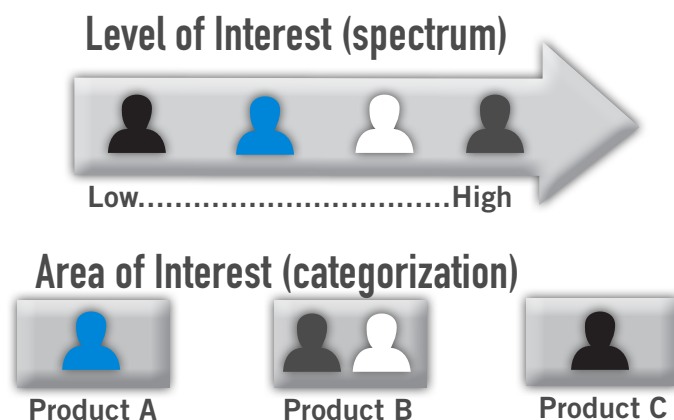 Level of Interest (spectrum)
Low..................................High
Area of Interest (categorization)
Product A
Product B
Product C